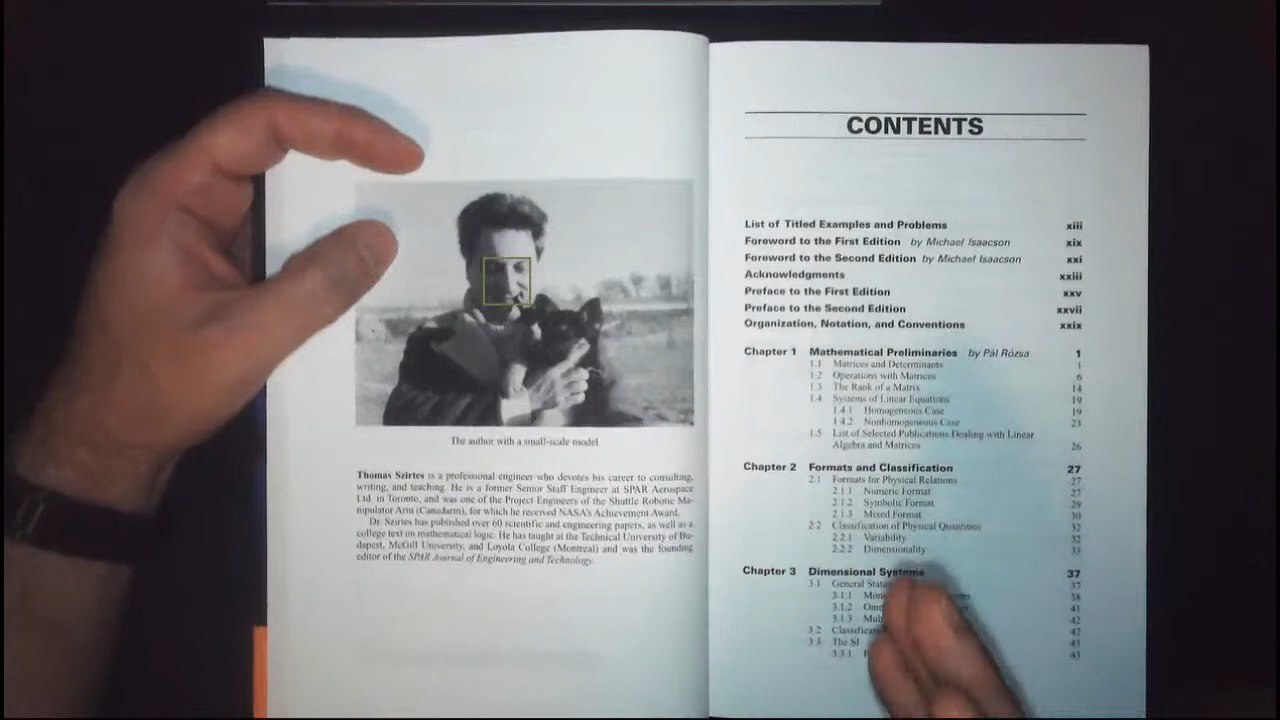 The author with a small-scale model
Thomas Szirtes is a professional engineer who devotes his career to consulting,
writing, and teaching. He is a former Senior Staff Engineer at SPAR Aerospace
Ltd. in Toronto, and was one of the Project Engineers of the Shuttle Robotic Ma-
nipulator Arm (Canadarm), for which he received NASA's Achievement Award.
Dr. Szirtes has published over 60 scientific and engineering papers, as well as a
college text on mathematical logic. He has taught at the Technical University of Bu-
dapest, McGill University, and Loyola College (Montreal) and was the founding
editor of the SPAR Journal of Engineering and Technology.
CONTENTS
List of Titled Examples and Problems xiii
Foreword to the First Edition by Michael Isaacson xix
Foreword to the Second Edition by Michael Isaacson xxi
Acknowledgments xxiii
Preface to the First Edition xxv
Preface to the Second Edition xxvii
Organization, Notation, and Conventions xxix
Chapter 1 Mathematical Preliminaries by Pál Rózsa 1
1.1 Matrices and Determinants 1
1.2 Operations with Matrices 6
1.3 The Rank of a Matrix 14
1.4 Systems of Linear Equations 19
1.4.1 Homogeneous Case 19
1.4.2 Nonhomogeneous Case 23
1.5 List of Selected Publications Dealing with Linear
Algebra and Matrices 26
Chapter 2 Formats and Classification 27
2.1 Formats for Physical Relations 27
2.1.1 Numeric Format 27
2.1.2 Symbolic Format 29
2.1.3 Mixed Format 30
2.2 Classification of Physical Quantities 32
2.2.1 Variability 32
2.2.2 Dimensionality 33
Chapter 3 Dimensional Systems 37
3.1 General 37
3.1.1 38
3.1.2 41
3.1.3 42
3.2 42
3.3 The SI 43
3.3.1 43